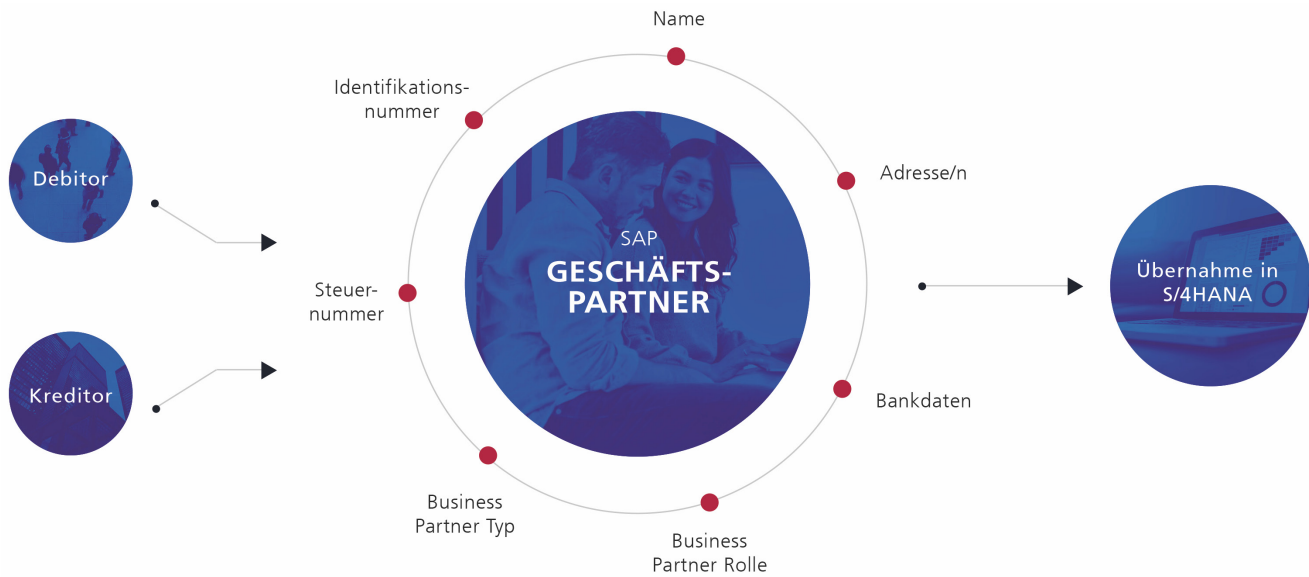 Name
Identifikations-
nummer
Debitor
Adresse/n
SAP
GESCHÄFTS-
PARTNER
Übernahme in
S/4HANA
Steuer-
nummer
Kreditor
Bankdaten
Business
Partner Typ
Business
Partner Rolle